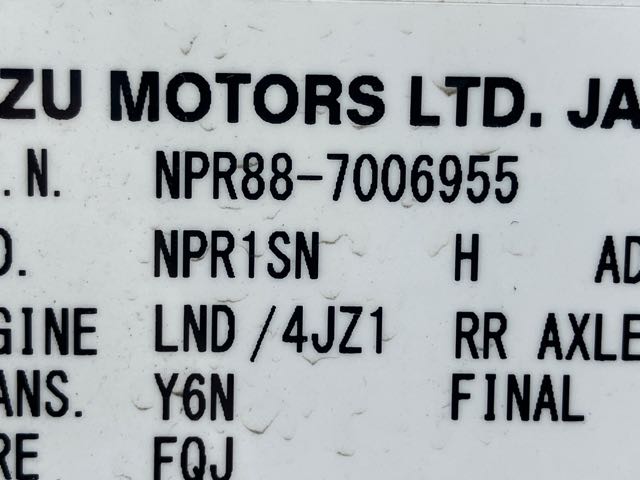 ZU MOTORS LTD. JA
.N. NPR88-7006955
O. NPR1SN H AD
GINE LND/4JZ1 RR AXLE
ANS. Y6N FINAL
RE FQJ